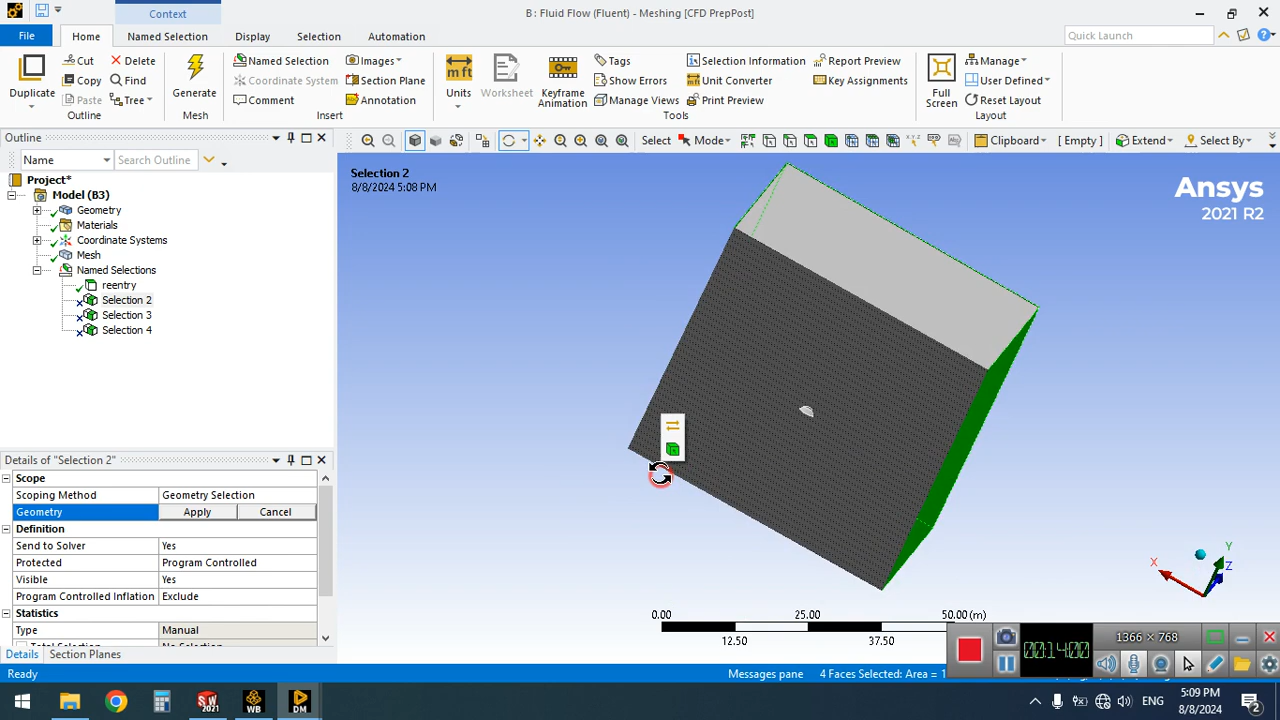 Context
B : Fluid Flow (Fluent) - Meshing [CFD PrepPost]
File
Home
Named Selection
Display
Selection
Automation
Quick Launch
Duplicate
Cut
Copy
Paste
Delete
Find
Tree
Outline
Generate
Mesh
Named Selection
Coordinate System
Comment
Images
Section Plane
Annotation
Insert
m ft
Units
Worksheet
Keyframe
Animation
Tags
Show Errors
Manage Views
Selection Information
Unit Converter
Print Preview
Report Preview
Key Assignments
Tools
Full
Screen
Manage
User Defined
Reset Layout
Layout
Outline
Select
Mode
Clipboard
[ Empty ]
Extend
Select By
Name
Search Outline
Project*
Model (B3)
Geometry
Materials
Coordinate Systems
Mesh
Named Selections
reentry
Selection 2
Selection 3
Selection 4
Selection 2
8/8/2024 5:08 PM
Ansys
2021 R2
Details of "Selection 2"
Scope
Scoping Method Geometry Selection
Geometry Apply Cancel
Definition
Send to Solver Yes
Protected Program Controlled
Visible Yes
Program Controlled Inflation Exclude
Statistics
Type Manual
Details
Section Planes
X
Y
Z
0.00 25.00 50.00 (m)
12.50 37.50
1366 × 768
00:14:00
Ready
Messages pane
4 Faces Selected: Area = 1
SW
2021
WB
DM
ENG
5:09 PM
8/8/2024
2